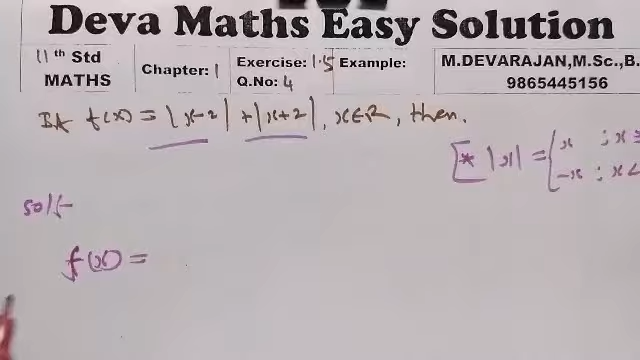 Deva Maths Easy Solution
11th Std MATHS
Chapter: 1
Exercise: 1.5
Q.No: 4
Example:
M.DEVARAJAN,M.Sc.,B.
9865445156
If f(x) = |x-2| + |x+2|, x∈R, then.
[* |x| = { x ; x ≥
-x ; x <
sol:-
f(x) =